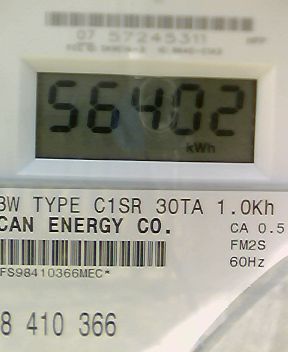 07 57245311
56402
kWh
3W TYPE C1SR 30TA 1.0Kh
CAN ENERGY CO.
CA 0.5
FM2S
FS98410366MEC*
60Hz
8 410 366